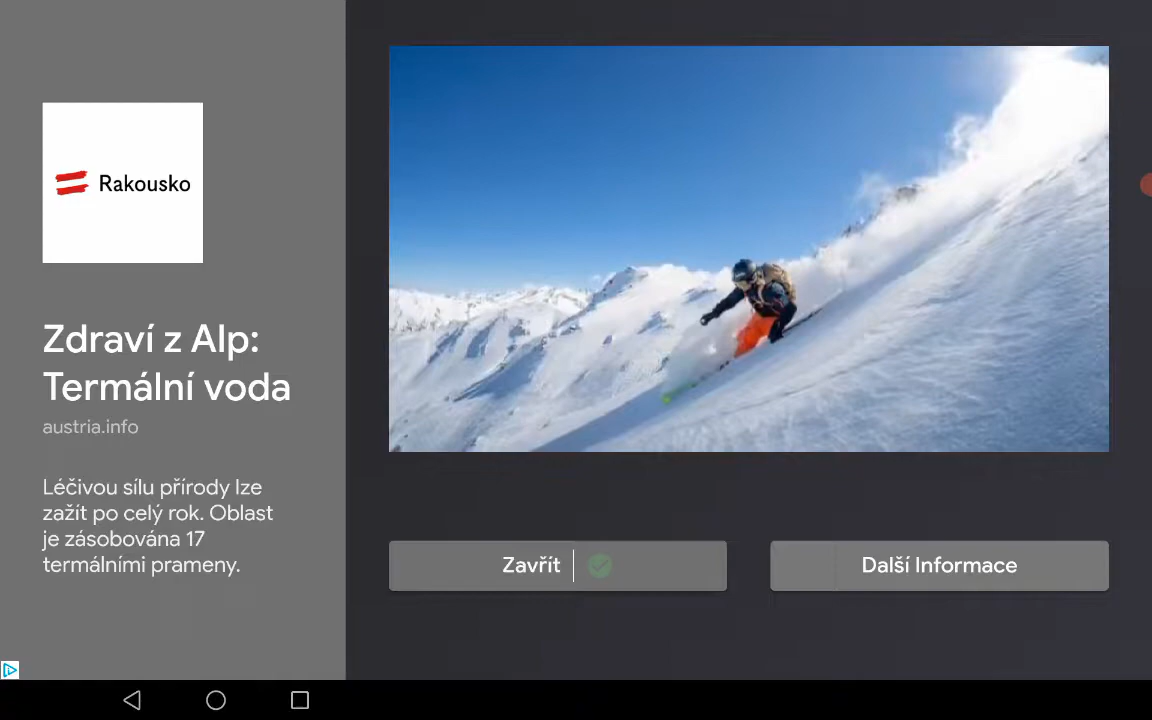 Rakousko
Zdraví z Alp:
Termální voda
austria.info
Léčivou sílu přírody lze
zažít po celý rok. Oblast
je zásobována 17
termálními prameny.
Zavřít
Další Informace